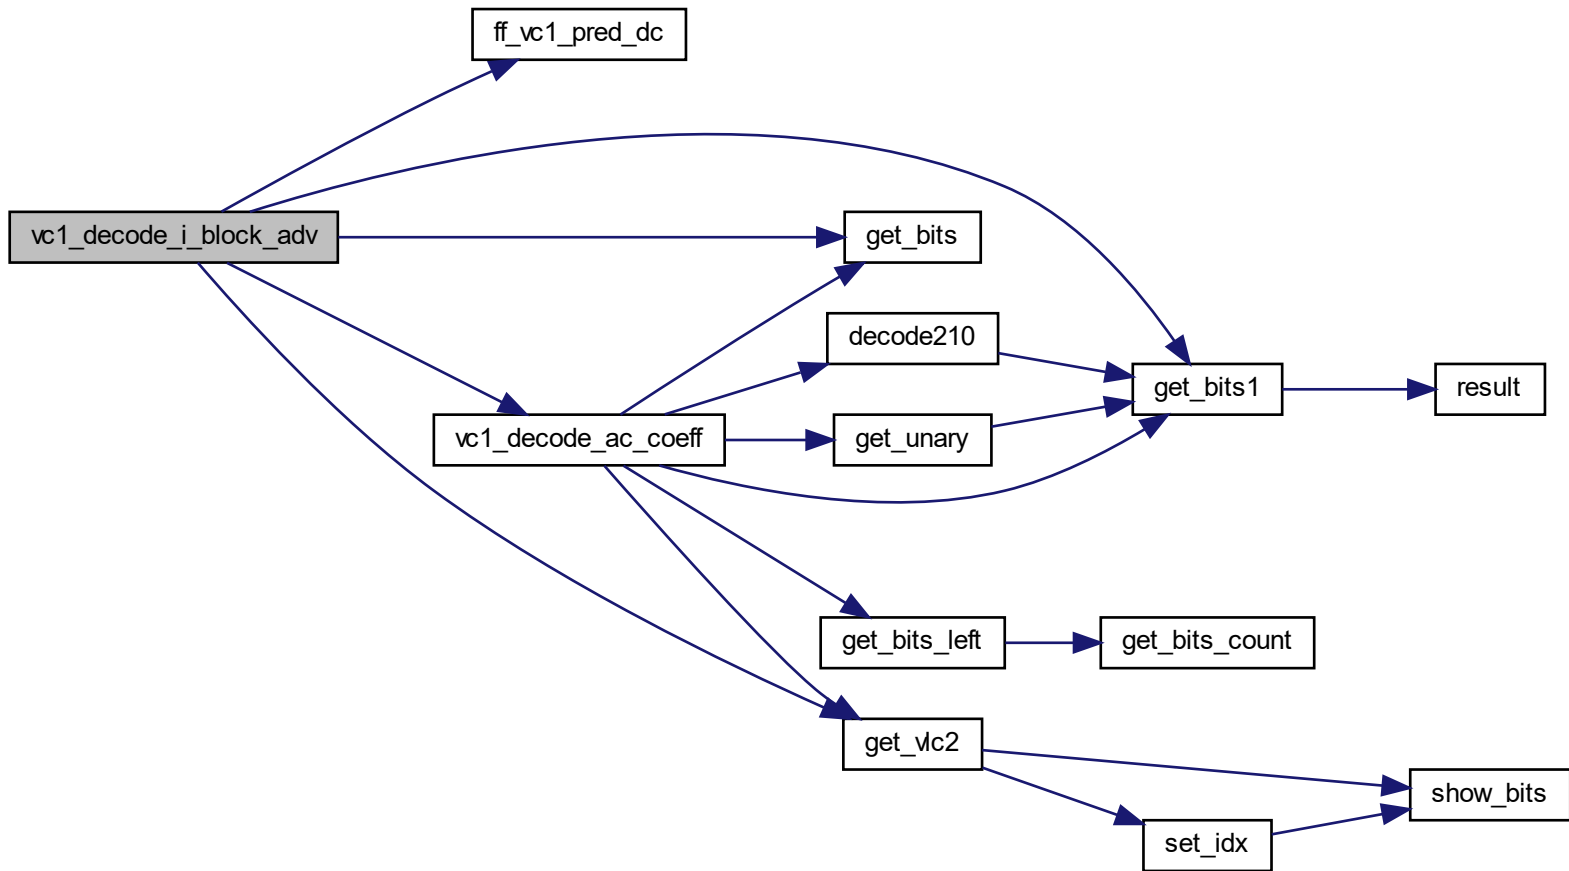 ff_vc1_pred_dc
vc1_decode_i_block_adv
get_bits
decode210
get_bits1
result
vc1_decode_ac_coeff
get_unary
get_bits_left
get_bits_count
get_vlc2
show_bits
set_idx